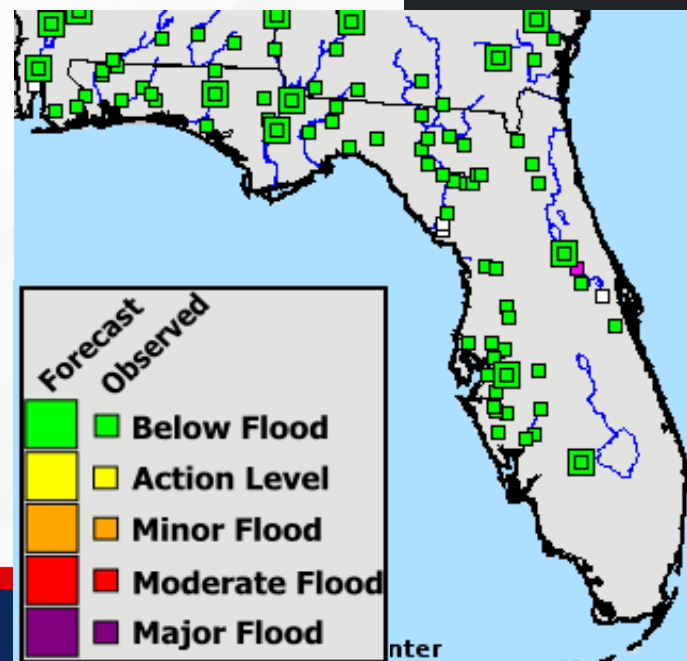 Forecast
Observed
Below Flood
Action Level
Minor Flood
Moderate Flood
Major Flood
nter